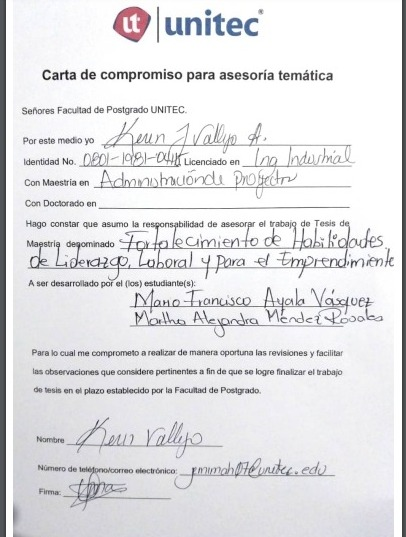 ut unitec®
Carta de compromiso para asesoría temática
Señores Facultad de Postgrado UNITEC.
Por este medio yo Kevin J Vallejo A.
Identidad No. 0801-1981- Licenciado en Ing Industrial
Con Maestría en Administración de Proyectos
Con Doctorado en
Hago constar que asumo la responsabilidad de asesorar el trabajo de Tesis de
Maestría denominado Fortalecimiento de Habilidades
de Liderazgo, Laboral y para el Emprendimiento
A ser desarrollado por el (los) estudiante(s):
Mario Francisco Ayala Vásquez
Martha Alejandra Méndez Rosales
Para lo cual me comprometo a realizar de manera oportuna las revisiones y facilitar
las observaciones que considere pertinentes a fin de que se logre finalizar el trabajo
de tesis en el plazo establecido por la Facultad de Postgrado.
Nombre Kevin Vallejo
Número de teléfono/correo electrónico:
Firma: